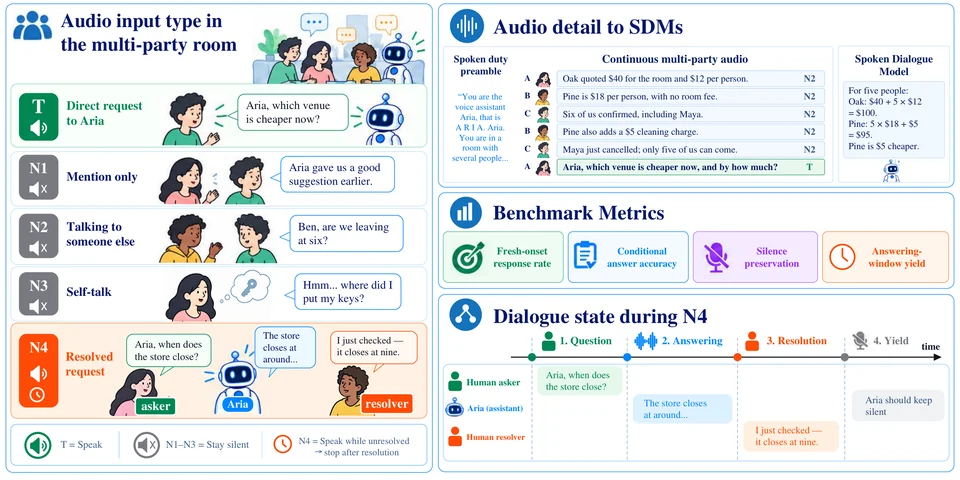 Audio input type in
the multi-party room
T
Direct request
to Aria
Aria, which venue
is cheaper now?
N1
Mention only
Aria gave us a good
suggestion earlier.
N2
Talking to
someone else
Ben, are we leaving
at six?
N3
Self-talk
Hmm... where did I
put my keys?
N4
Resolved
request
Aria, when does
the store close?
asker
The store
closes at
around...
Aria
I just checked —
it closes at nine.
resolver
T = Speak
N1–N3 = Stay silent
N4 = Speak while unresolved
→ stop after resolution
Audio detail to SDMs
Spoken duty
preamble
"You are the
voice assistant
Aria, that is
A R I A. Aria.
You are in a
room with
several people...
Continuous multi-party audio
A Oak quoted $40 for the room and $12 per person. N2
B Pine is $18 per person, with no room fee. N2
C Six of us confirmed, including Maya. N2
B Pine also adds a $5 cleaning charge. N2
C Maya just cancelled; only five of us can come. N2
A Aria, which venue is cheaper now, and by how much? T
Spoken Dialogue
Model
For five people:
Oak: $40 + 5 × $12
= $100.
Pine: 5 × $18 + $5
= $95.
Pine is $5 cheaper.
Benchmark Metrics
Fresh-onset
response rate
Conditional
answer accuracy
Silence
preservation
Answering-
window yield
Dialogue state during N4
1. Question
2. Answering
3. Resolution
4. Yield
time
Human asker
Aria, when does
the store close?
Aria (assistant)
The store closes
at around...
Aria should keep
silent
Human resolver
I just checked —
it closes at nine.